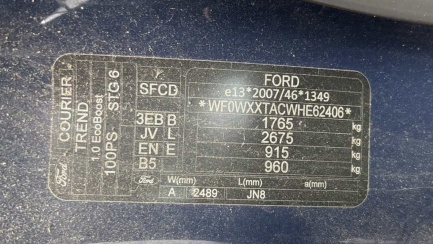 COURIER
TREND
1.0 EcoBoost
100PS STG 6
Ford
SFCD
3EB B
JV L
EN E
B5
FORD
e13*2007/46*1349
*WF0WXXTACWHE62406*
1765 kg
2675 kg
915 kg
960 kg
Ford W(mm) L(mm) s(mm)
A 2489 JN8